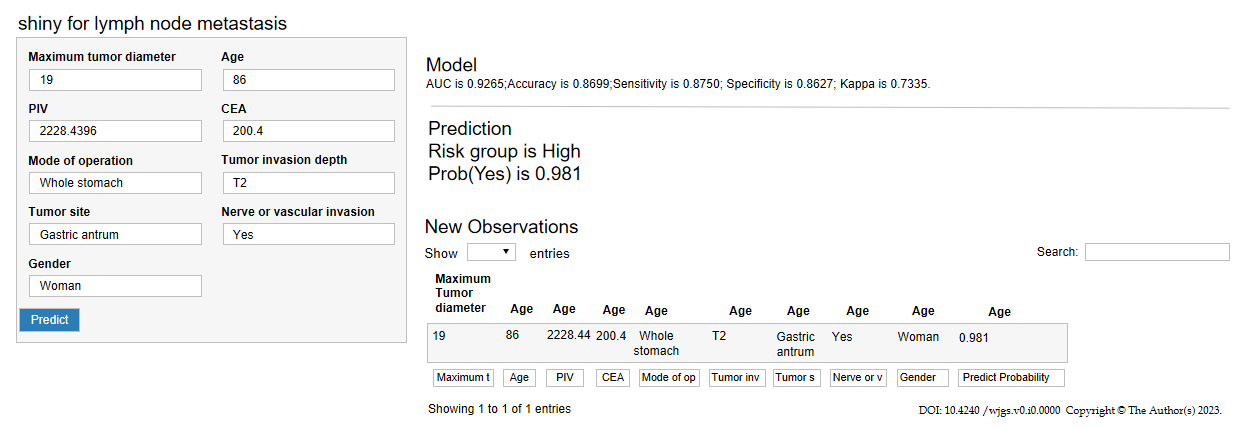 shiny for lymph node metastasis
Maximum tumor diameter Age
19 86
PIV CEA
2228.4396 200.4
Mode of operation Tumor invasion depth
Whole stomach T2
Tumor site Nerve or vascular invasion
Gastric antrum Yes
Gender
Woman
Predict
Model
AUC is 0.9265;Accuracy is 0.8699;Sensitivity is 0.8750; Specificity is 0.8627; Kappa is 0.7335.
Prediction
Risk group is High
Prob(Yes) is 0.981
New Observations
Show entries Search:
Maximum
Tumor
diameter Age Age Age Age Age Age Age Age Age
19 86 2228.44 200.4 Whole T2 Gastric Yes Woman 0.981
stomach antrum
Maximum t Age PIV CEA Mode of op Tumor inv Tumor s Nerve or v Gender Predict Probability
Showing 1 to 1 of 1 entries
DOI: 10.4240 /wjgs.v0.i0.0000 Copyright © The Author(s) 2023.